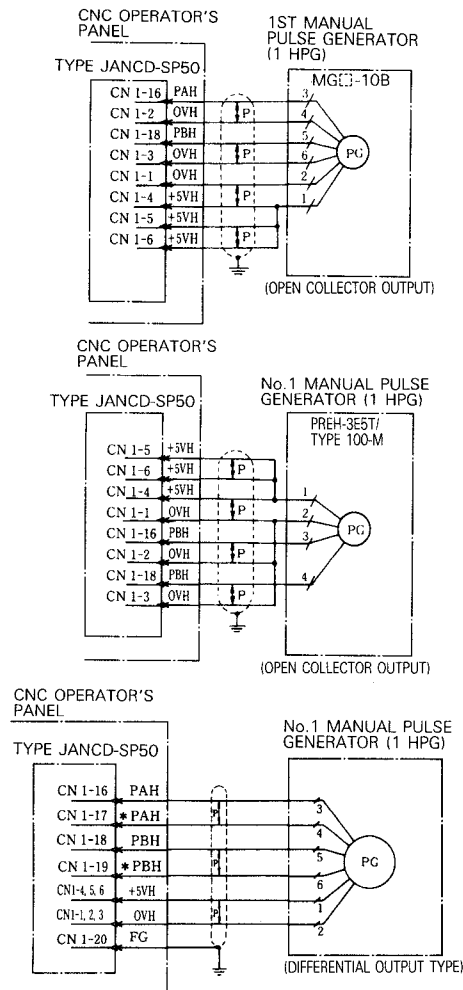 CNC OPERATOR'S
PANEL
1ST MANUAL
PULSE GENERATOR
(1 HPG)
TYPE JANCD-SP50
MG□-10B
CN 1-16 PAH 3
CN 1-2 OVH P 4
CN 1-18 PBH 5
CN 1-3 OVH P 6 PG
CN 1-1 OVH 2
CN 1-4 +5VH P 1
CN 1-5 +5VH
CN 1-6 +5VH P
(OPEN COLLECTOR OUTPUT)
CNC OPERATOR'S
PANEL
No.1 MANUAL PULSE
GENERATOR (1 HPG)
TYPE JANCD-SP50
PREH-3E5T/
TYPE 100-M
CN 1-5 +5VH
CN 1-6 +5VH P
CN 1-4 +5VH 1
CN 1-1 OVH P 2
CN 1-16 PBH 3 PG
CN 1-2 OVH P
CN 1-18 PBH 4
CN 1-3 OVH P
(OPEN COLLECTOR OUTPUT)
CNC OPERATOR'S
PANEL
No.1 MANUAL PULSE
GENERATOR (1 HPG)
TYPE JANCD-SP50
CN 1-16 PAH 3
CN 1-17 *PAH P 4
CN 1-18 PBH 5
CN 1-19 *PBH P 6 PG
CN1-4, 5, 6 +5VH 1
CN1-1, 2, 3 OVH P 2
CN 1-20 FG
(DIFFERENTIAL OUTPUT TYPE)